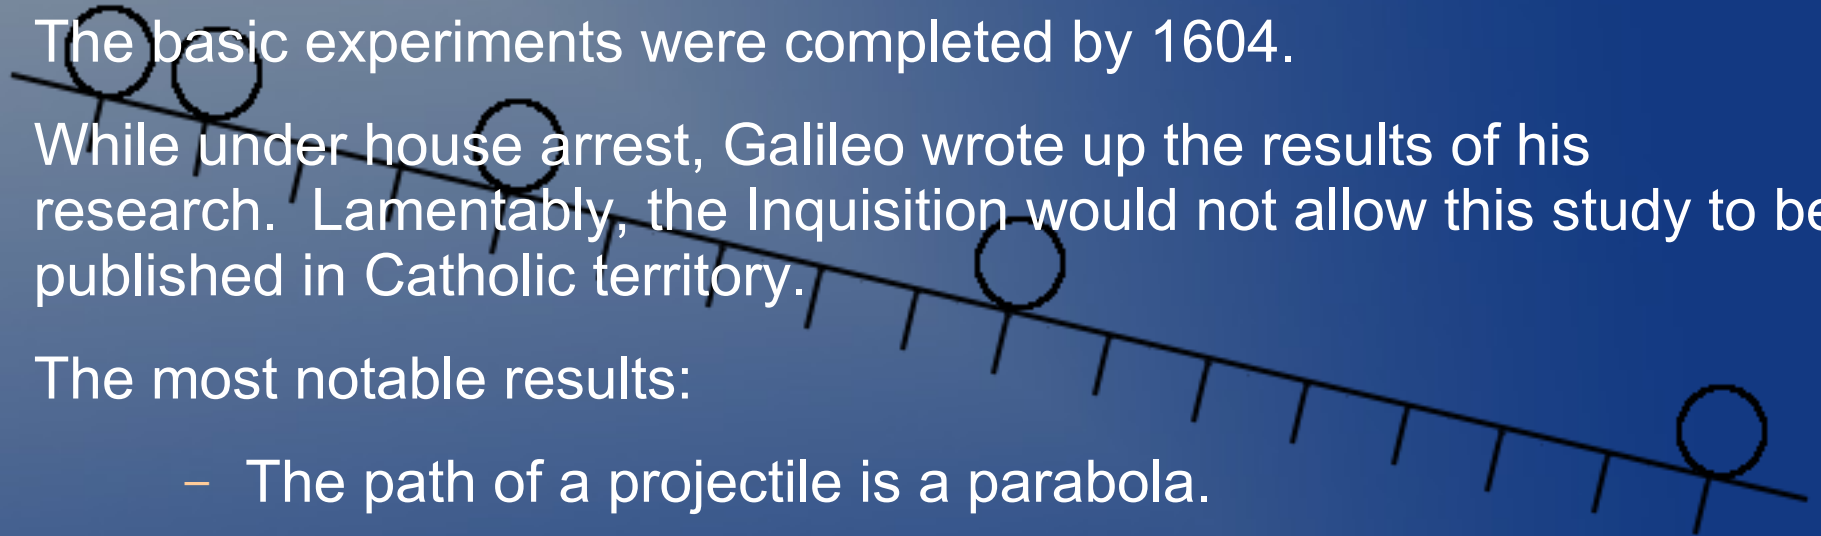 The basic experiments were completed by 1604.
While under house arrest, Galileo wrote up the results of his
research.  Lamentably, the Inquisition would not allow this study to be
published in Catholic territory.
The most notable results:
– The path of a projectile is a parabola.